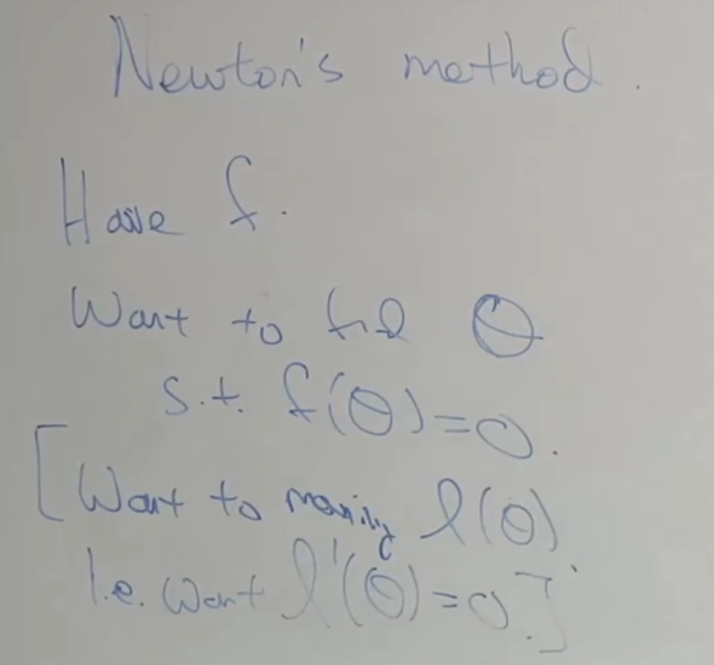 Newton's method.
Have f.
Want to find θ
s.t. f(θ)=0.
[Want to maximize l(θ)
I.e. want l'(θ)=0.]